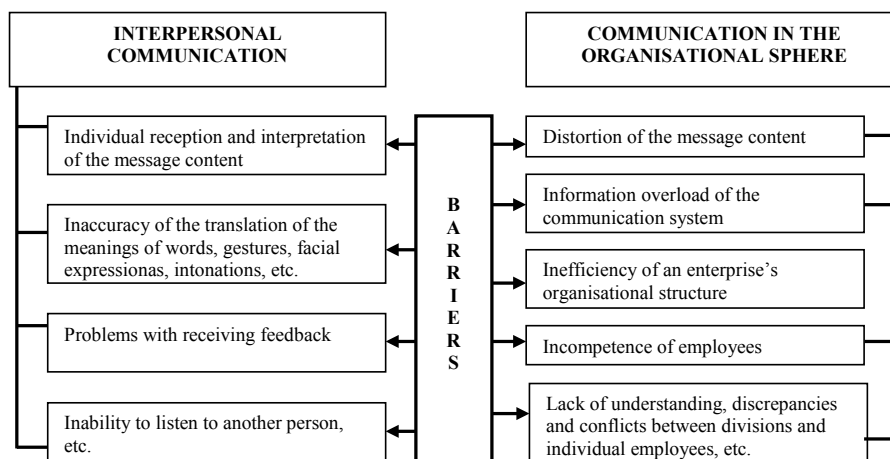 INTERPERSONAL
COMMUNICATION
Individual reception and interpretation
of the message content
Inaccuracy of the translation of the
meanings of words, gestures, facial
expressionas, intonations, etc.
Problems with receiving feedback
Inability to listen to another person,
etc.
B
A
R
R
I
E
R
S
COMMUNICATION IN THE
ORGANISATIONAL SPHERE
Distortion of the message content
Information overload of the
communication system
Inefficiency of an enterprise's
organisational structure
Incompetence of employees
Lack of understanding, discrepancies
and conflicts between divisions and
individual employees, etc.